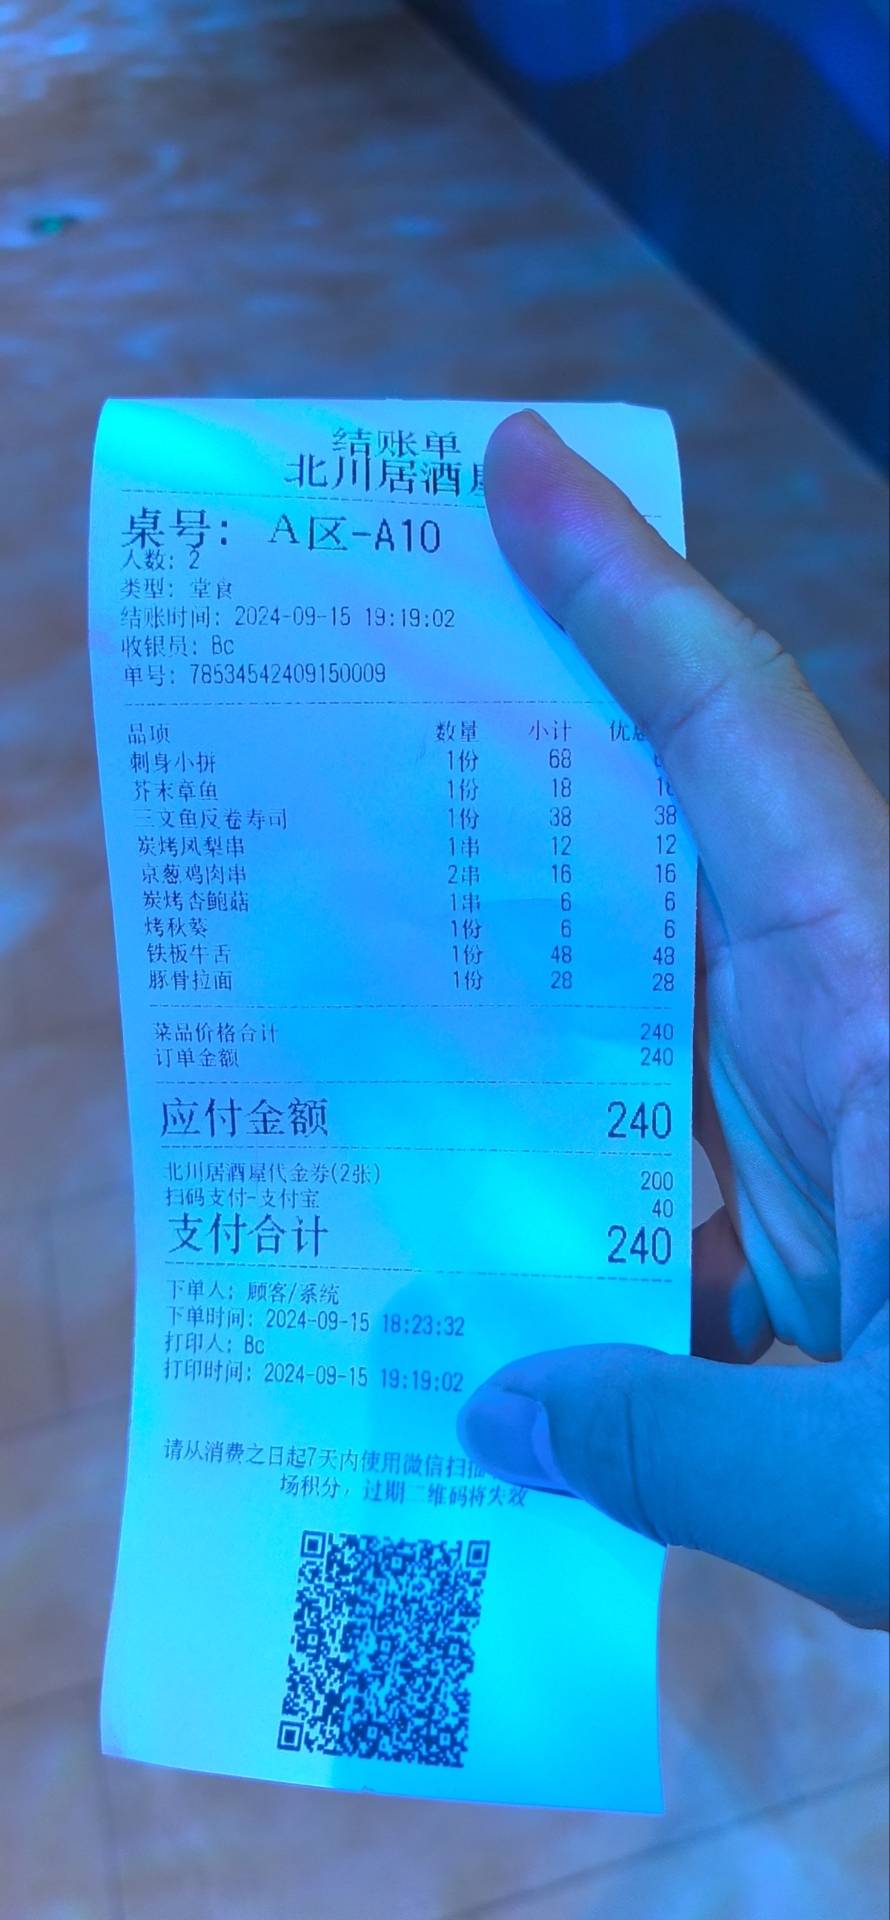 结账单
北川居酒
桌号： A区-A10
人数：2
类型：堂食
结账时间：2024-09-15 19:19:02
收银员：Bc
单号：78534542409150009
品项 数量 小计 优
刺身小拼 1份 68
芥末章鱼 1份 18 18
三文鱼反卷寿司 1份 38 38
炭烤凤梨串 1串 12 12
京葱鸡肉串 2串 16 16
炭烤杏鲍菇 1串 6 6
烤秋葵 1份 6 6
铁板牛舌 1份 48 48
豚骨拉面 1份 28 28
菜品价格合计 240
订单金额 240
应付金额 240
北川居酒屋代金券(2张) 200
扫码支付-支付宝 40
支付合计 240
下单人：顾客/系统
下单时间：2024-09-15 18:23:32
打印人：Bc
打印时间：2024-09-15 19:19:02
请从消费之日起7天内使用微信扫描
场积分，过期二维码将失效